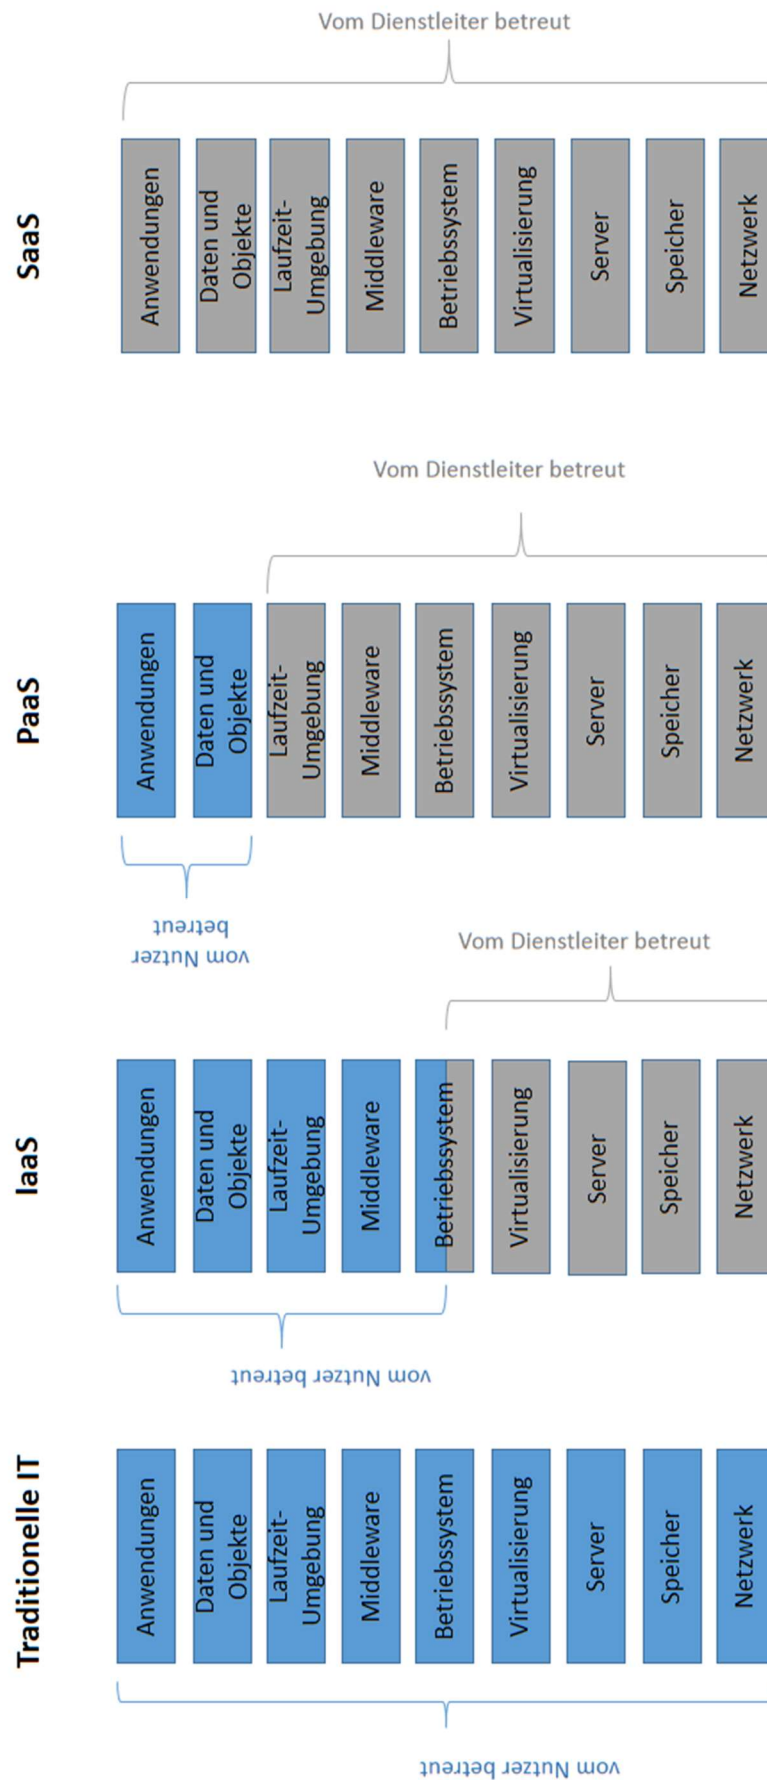 Traditionelle IT
vom Nutzer betreut
Anwendungen
Daten und
Objekte
Laufzeit-
Umgebung
Middleware
Betriebssystem
Virtualisierung
Server
Speicher
Netzwerk
IaaS
vom Nutzer betreut
Anwendungen
Daten und
Objekte
Laufzeit-
Umgebung
Middleware
Betriebssystem
Virtualisierung
Server
Speicher
Netzwerk
Vom Dienstleiter betreut
PaaS
vom Nutzer
betreut
Anwendungen
Daten und
Objekte
Laufzeit-
Umgebung
Middleware
Betriebssystem
Virtualisierung
Server
Speicher
Netzwerk
Vom Dienstleiter betreut
SaaS
Anwendungen
Daten und
Objekte
Laufzeit-
Umgebung
Middleware
Betriebssystem
Virtualisierung
Server
Speicher
Netzwerk
Vom Dienstleiter betreut